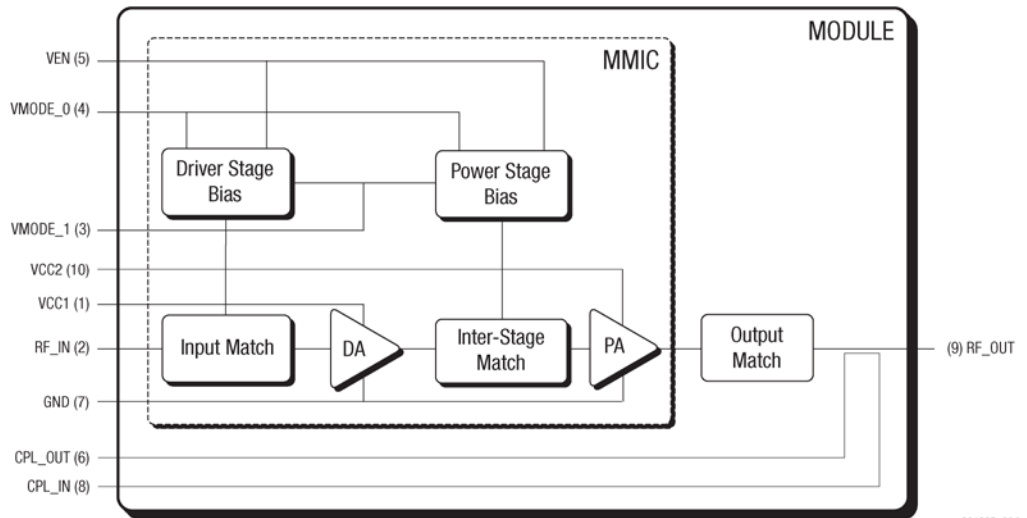 MODULE
MMIC
VEN (5)
VMODE_0 (4)
Driver Stage
Bias
Power Stage
Bias
VMODE_1 (3)
VCC2 (10)
VCC1 (1)
RF_IN (2)
Input Match
DA
Inter-Stage
Match
PA
Output
Match
(9) RF_OUT
GND (7)
CPL_OUT (6)
CPL_IN (8)